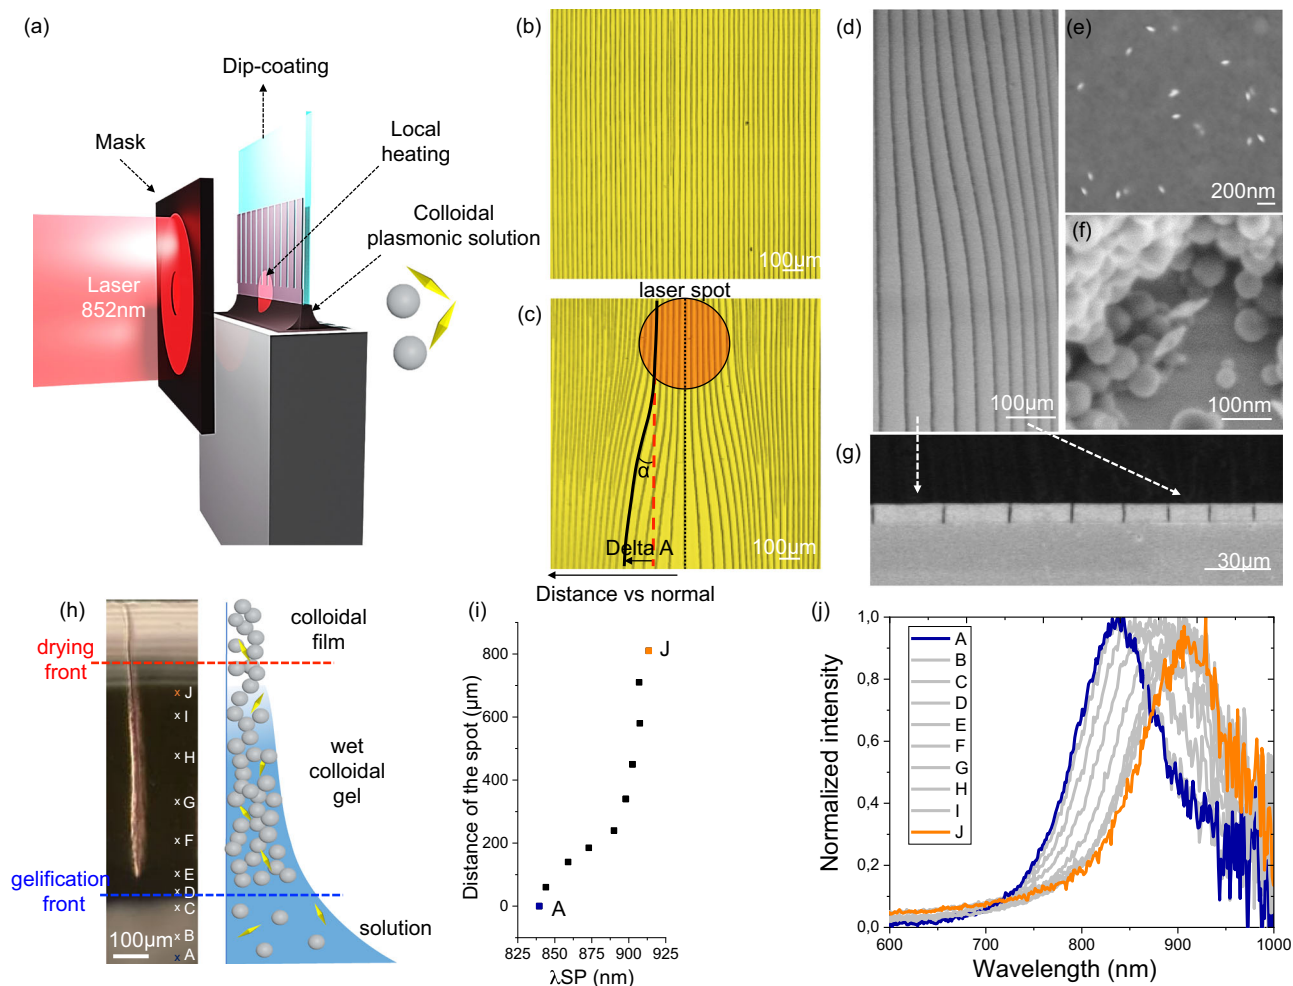 (a)
Dip-coating
Mask
Local
heating
Colloidal
plasmonic solution
Laser
852nm
(b)
100µm
(c)
laser spot
α
Delta A
100µm
Distance vs normal
(d)
100µm
(e)
200nm
(f)
100nm
(g)
30µm
(h)
drying
front
gelification
front
J
I
H
G
F
E
D
C
B
A
100µm
colloidal
film
wet
colloidal
gel
solution
(i)
Distance of the spot (µm)
800
600
400
200
0
J
A
825 850 875 900 925
λSP (nm)
(j)
Normalized intensity
1,0
0,8
0,6
0,4
0,2
0,0
A
B
C
D
E
F
G
H
I
J
600 700 800 900 1000
Wavelength (nm)